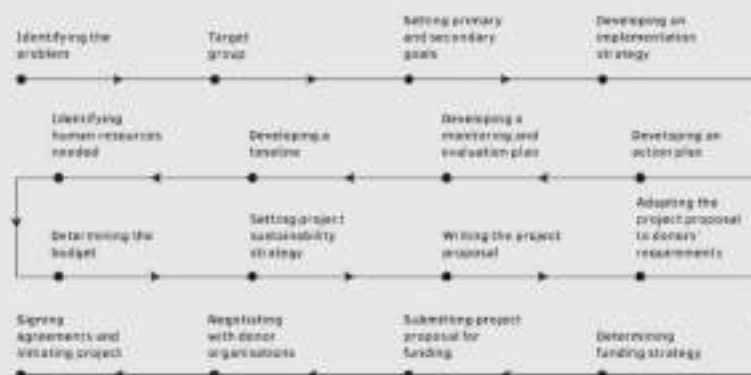 Identifying the
problem
Target
group
Setting primary
and secondary
goals
Developing an
implementation
strategy
Identifying
human resources
needed
Developing a
timeline
Developing a
monitoring and
evaluation plan
Developing an
action plan
Determining the
budget
Setting project
sustainability
strategy
Writing the project
proposal
Adapting the
project proposal
to donors'
requirements
Signing
agreements and
initiating project
Negotiating
with donor
organisations
Submitting project
proposal for
funding
Determining
funding strategy